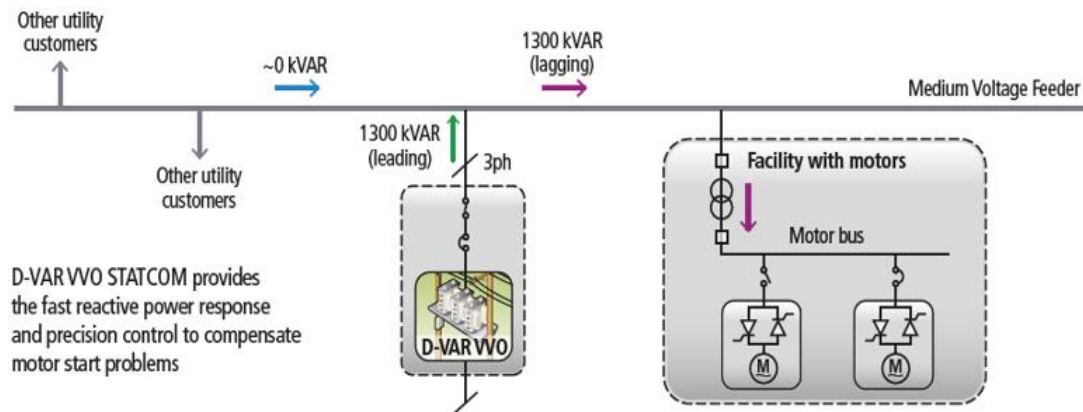 Other utility
customers
~0 kVAR
1300 kVAR
(lagging)
Medium Voltage Feeder
1300 kVAR
(leading)
3ph
Other utility
customers
Facility with motors
Motor bus
D-VAR VVO STATCOM provides
the fast reactive power response
and precision control to compensate
motor start problems
D-VAR VVO
M
M